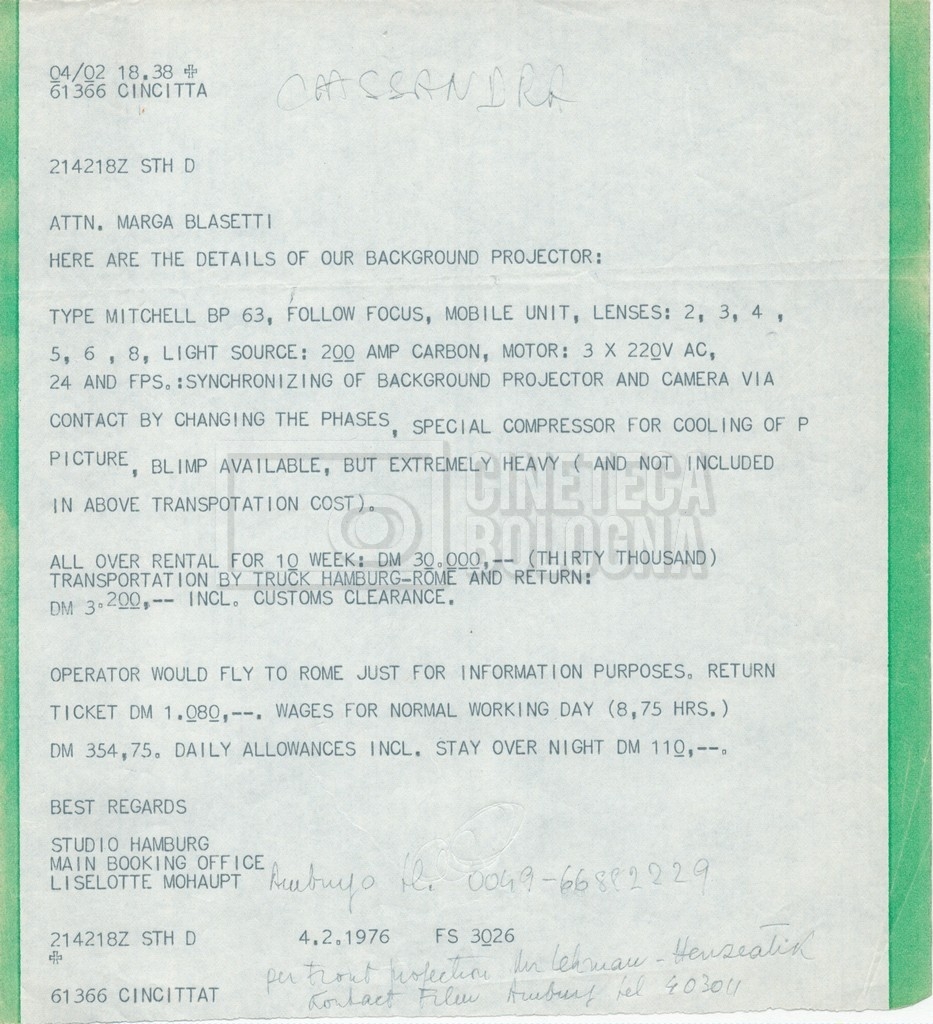 04/02 18.38 ✠
61366 CINCITTA
CASSANDRA
214218Z STH D
ATTN. MARGA BLASETTI
HERE ARE THE DETAILS OF OUR BACKGROUND PROJECTOR:
TYPE MITCHELL BP 63, FOLLOW FOCUS, MOBILE UNIT, LENSES: 2, 3, 4 ,
5, 6 , 8, LIGHT SOURCE: 200 AMP CARBON, MOTOR: 3 X 220V AC,
24 AND FPS.:SYNCHRONIZING OF BACKGROUND PROJECTOR AND CAMERA VIA
CONTACT BY CHANGING THE PHASES, SPECIAL COMPRESSOR FOR COOLING OF P
PICTURE, BLIMP AVAILABLE, BUT EXTREMELY HEAVY ( AND NOT INCLUDED
IN ABOVE TRANSPOTATION COST).
CINETECA
BOLOGNA
ALL OVER RENTAL FOR 10 WEEK: DM 30.000,-- (THIRTY THOUSAND)
TRANSPORTATION BY TRUCK HAMBURG-ROME AND RETURN:
DM 3.200,-- INCL. CUSTOMS CLEARANCE.
OPERATOR WOULD FLY TO ROME JUST FOR INFORMATION PURPOSES. RETURN
TICKET DM 1.080,--. WAGES FOR NORMAL WORKING DAY (8,75 HRS.)
DM 354,75. DAILY ALLOWANCES INCL. STAY OVER NIGHT DM 110,--.
BEST REGARDS
STUDIO HAMBURG
MAIN BOOKING OFFICE
LISELOTTE MOHAUPT
Amburgo tl. 0049-66882229
214218Z STH D 4.2.1976 FS 3026
✠
per front projection Mr Lehman - Henseatik
Kontact Film Amburg tel 403011
61366 CINCITTAT